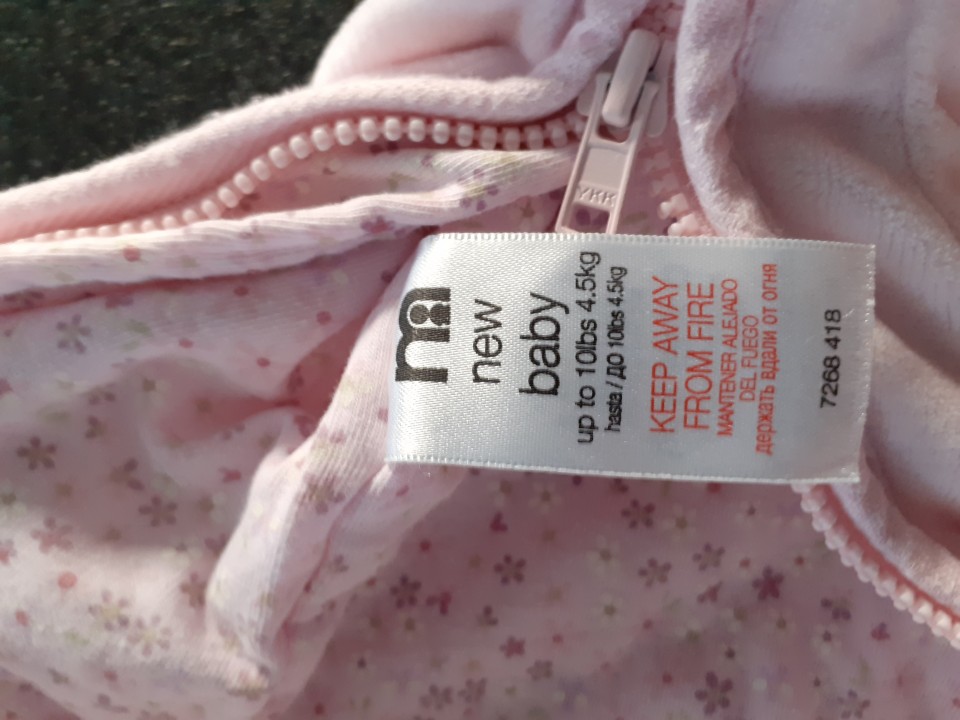 YKK
m
new
baby
up to 10lbs 4.5kg
hasta / до 10lbs 4.5kg
KEEP AWAY
FROM FIRE
MANTENER ALEJADO
DEL FUEGO
держать вдали от огня
7268 418